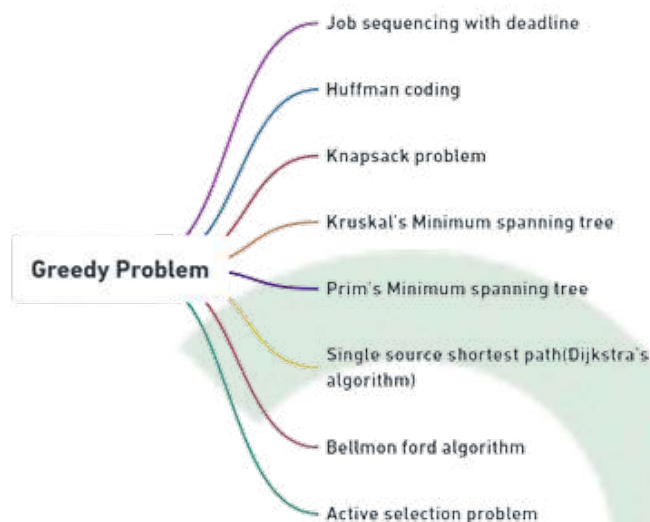 Job sequencing with deadline
Huffman coding
Knapsack problem
Kruskal's Minimum spanning tree
Greedy Problem
Prim's Minimum spanning tree
Single source shortest path(Dijkstra's
algorithm)
Bellmon ford algorithm
Active selection problem